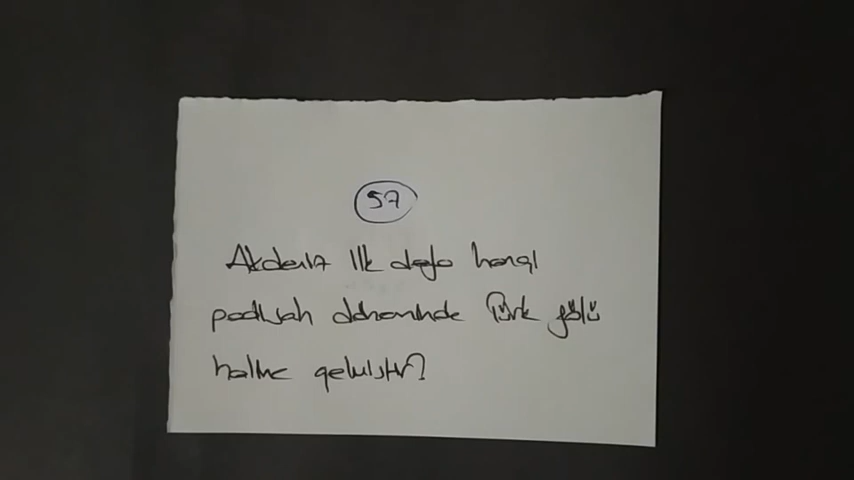 57
Akdeniz ilk defa hangi
padişah döneminde Türk gölü
haline gelmiştir?